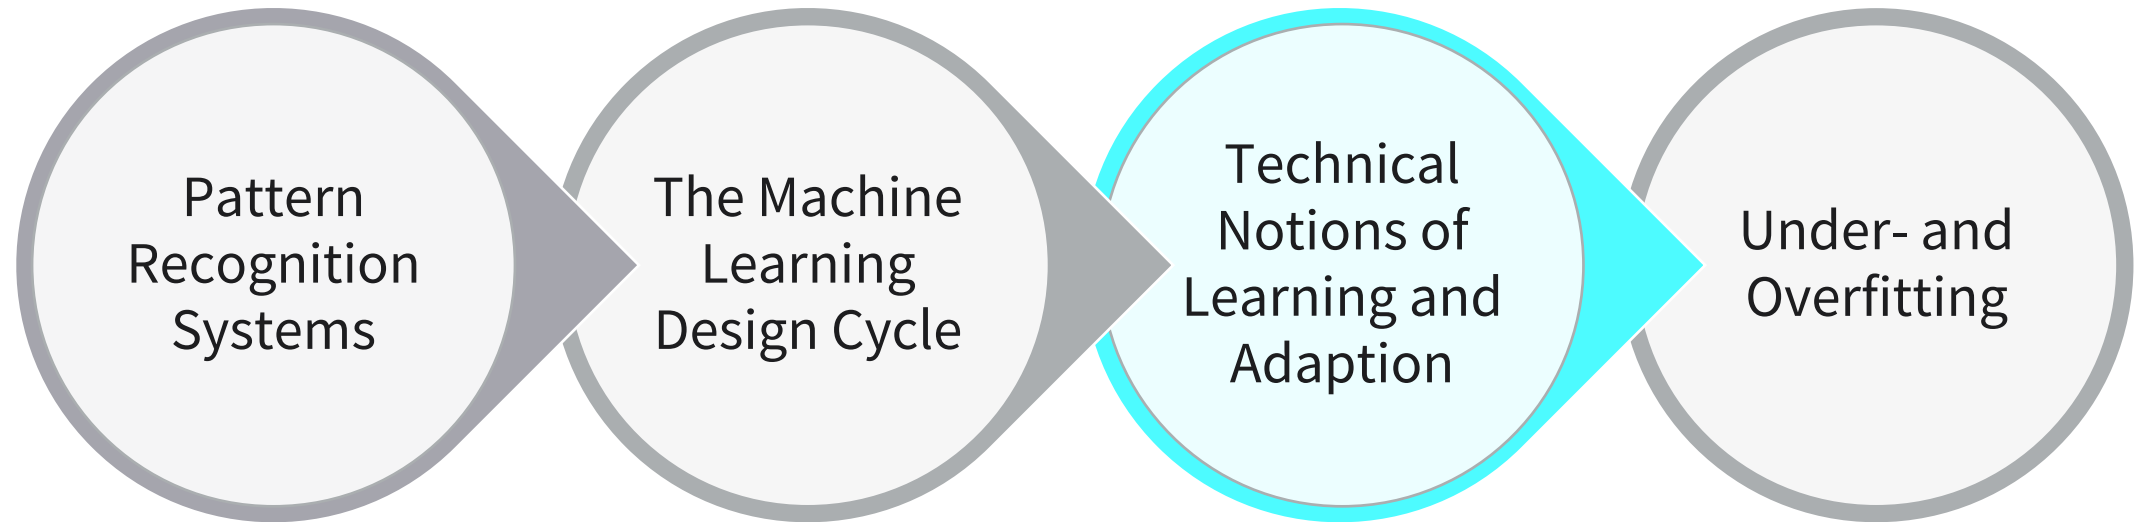 Pattern
Recognition
Systems
The Machine
Learning
Design Cycle
Technical
Notions of
Learning and
Adaption
Under- and
Overfitting